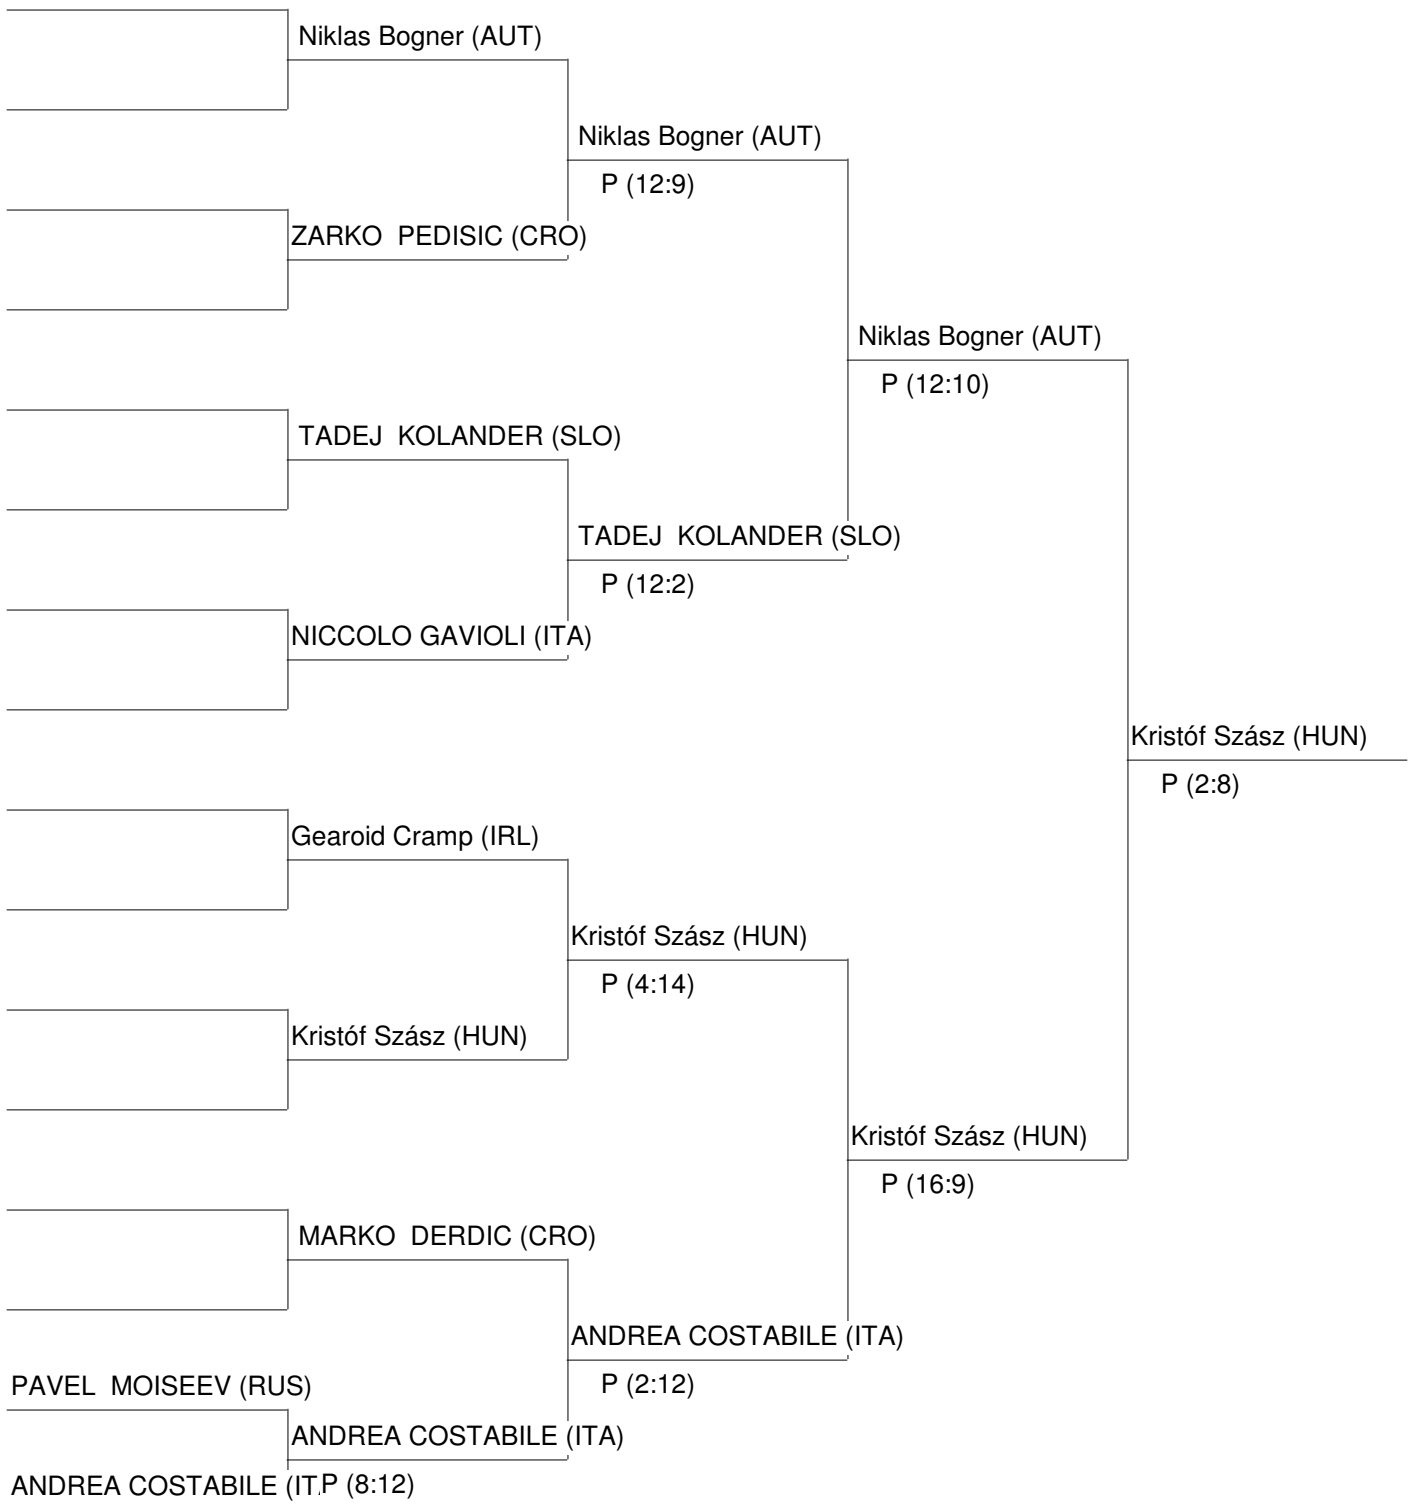 Niklas Bogner (AUT)
Niklas Bogner (AUT)
P (12:9)
ZARKO  PEDISIC (CRO)
Niklas Bogner (AUT)
P (12:10)
TADEJ  KOLANDER (SLO)
TADEJ  KOLANDER (SLO)
P (12:2)
NICCOLO GAVIOLI (ITA)
Kristóf Szász (HUN)
P (2:8)
Gearoid Cramp (IRL)
Kristóf Szász (HUN)
P (4:14)
Kristóf Szász (HUN)
Kristóf Szász (HUN)
P (16:9)
MARKO  DERDIC (CRO)
ANDREA COSTABILE (ITA)
P (2:12)
PAVEL  MOISEEV (RUS)
ANDREA COSTABILE (ITA)
ANDREA COSTABILE (IT
P (8:12)